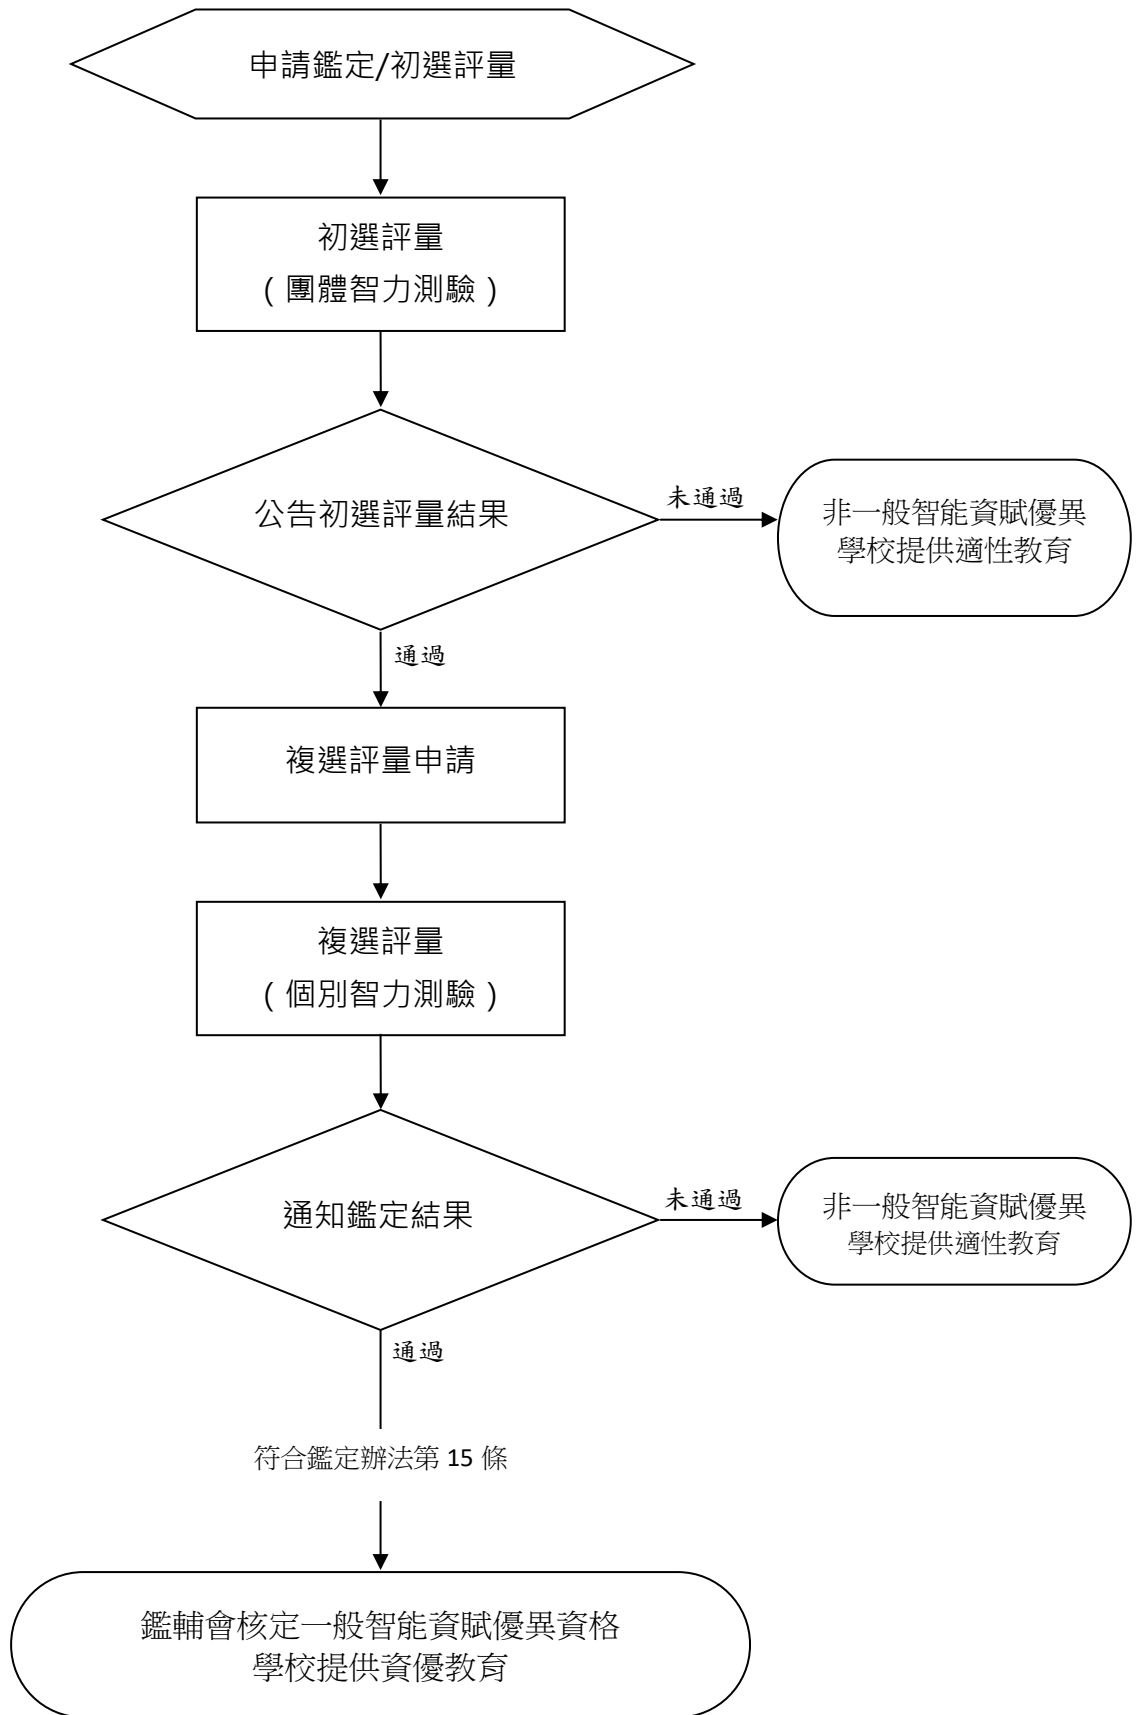 申請鑑定/初選評量
初選評量
（團體智力測驗）
公告初選評量結果
未通過
非一般智能資賦優異
學校提供適性教育
通過
複選評量申請
複選評量
（個別智力測驗）
通知鑑定結果
未通過
非一般智能資賦優異
學校提供適性教育
通過
符合鑑定辦法第 15 條
鑑輔會核定一般智能資賦優異資格
學校提供資優教育